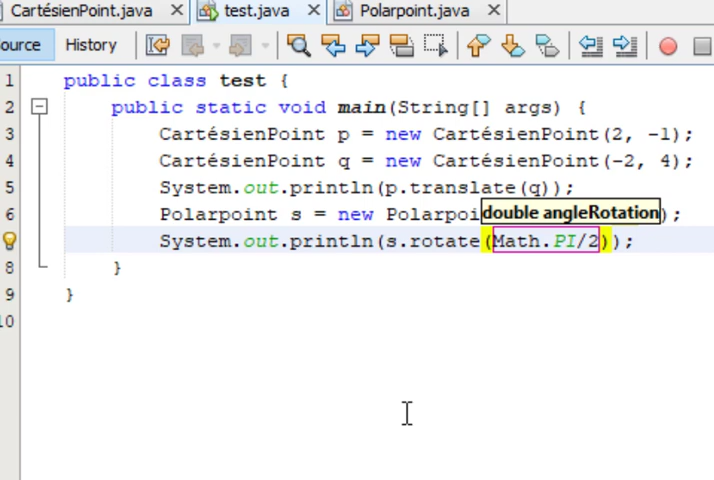 CartésienPoint.java test.java Polarpoint.java
ource History
1 public class test {
2 public static void main(String[] args) {
3 CartésienPoint p = new CartésienPoint(2, -1);
4 CartésienPoint q = new CartésienPoint(-2, 4);
5 System.out.println(p.translate(q));
double angleRotation
6 Polarpoint s = new Polarpoi );
System.out.println(s.rotate(Math.PI/2));
8 }
9 }
10